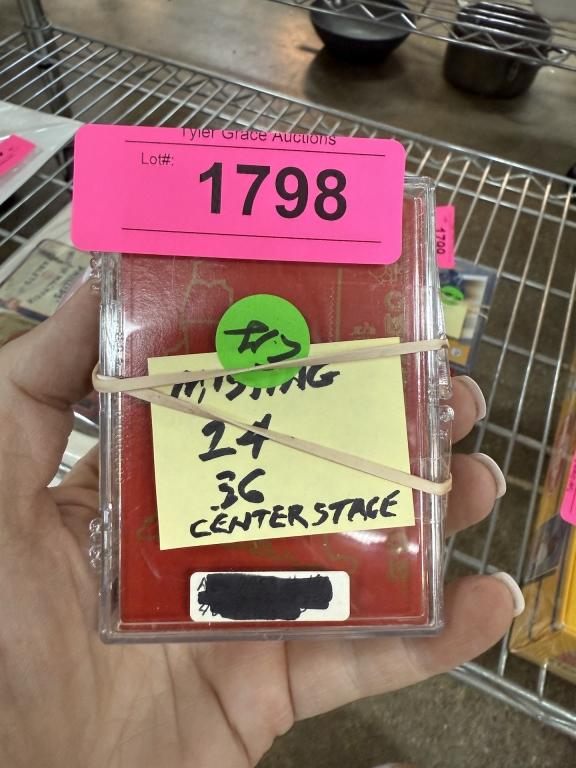 Tyler Grace Auctions
Lot#:
1798
MISSING
24
36
CENTER STAGE